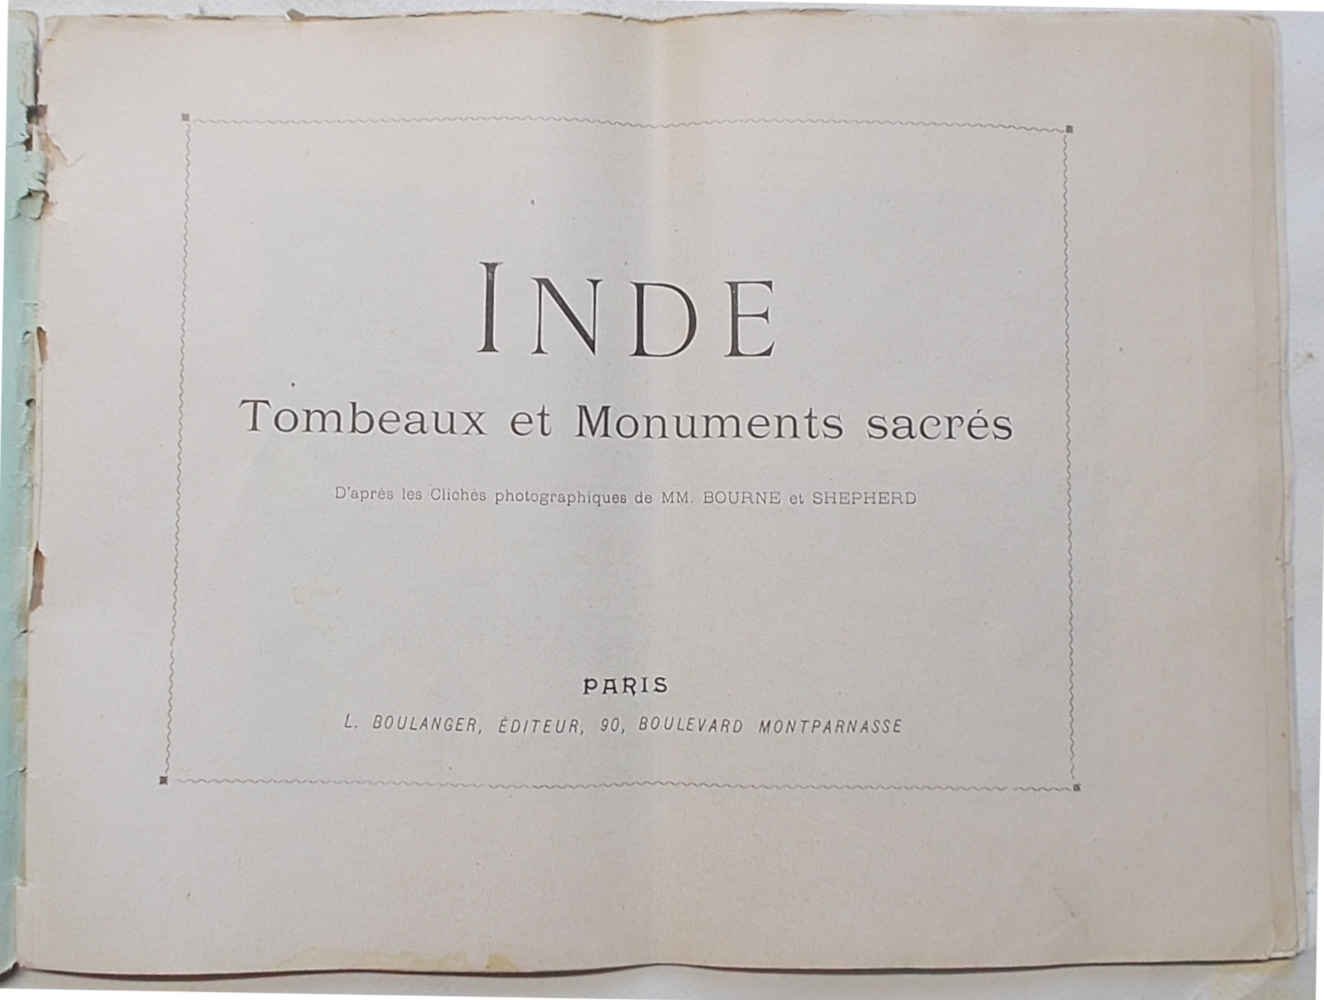 INDE
Tombeaux et Monuments sacrés
D'après les Clichés photographiques de MM. BOURNE et SHEPHERD
PARIS
L. BOULANGER, ÉDITEUR, 90, BOULEVARD MONTPARNASSE